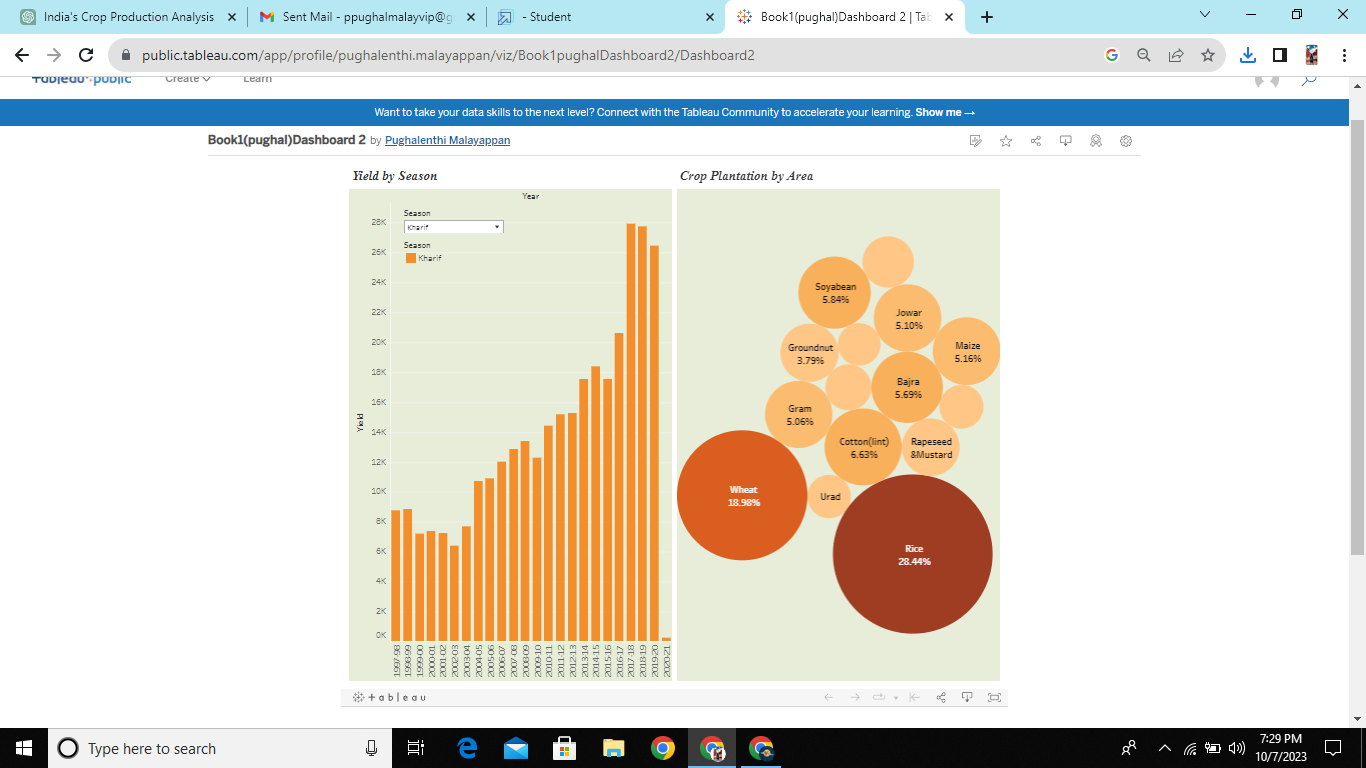 India's Crop Production Analysis
Sent Mail - ppughalmalayvip@g
- Student
Book1(pughal)Dashboard 2 | Tab
public.tableau.com/app/profile/pughalenthi.malayappan/viz/Book1pughalDashboard2/Dashboard2
tableau public Create Learn
Want to take your data skills to the next level? Connect with the Tableau Community to accelerate your learning. Show me →
Book1(pughal)Dashboard 2 by Pughalenthi Malayappan
Yield by Season
Year
Season
Kharif
Season
Kharif
28K
26K
24K
22K
20K
18K
16K
14K
12K
10K
8K
6K
4K
2K
0K
Yield
1997-98
1998-99
1999-00
2000-01
2001-02
2002-03
2003-04
2004-05
2005-06
2006-07
2007-08
2008-09
2009-10
2010-11
2011-12
2012-13
2013-14
2014-15
2015-16
2016-17
2017-18
2018-19
2019-20
2020-21
Crop Plantation by Area
Soyabean
5.84%
Jowar
5.10%
Groundnut
3.79%
Maize
5.16%
Bajra
5.69%
Gram
5.06%
Cotton(lint)
6.63%
Rapeseed
&Mustard
Wheat
18.98%
Urad
Rice
28.44%
+ a b l e a u
Type here to search
7:29 PM
10/7/2023